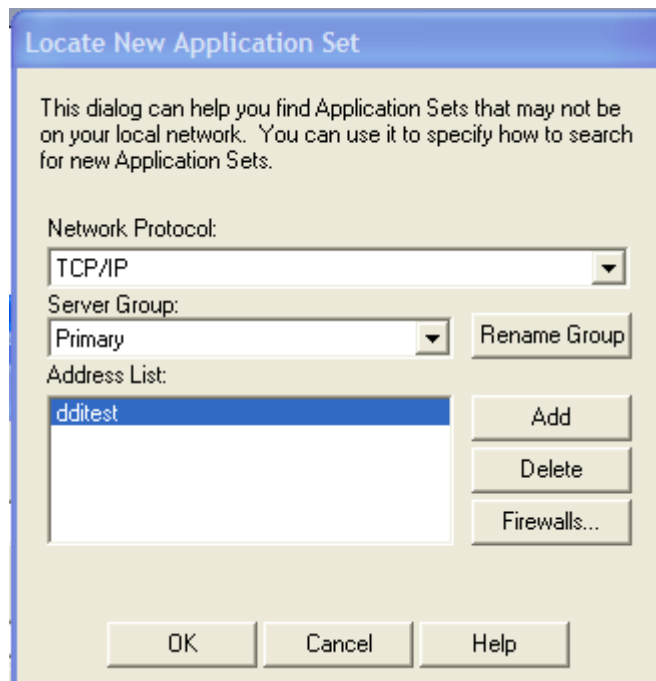 Locate New Application Set
This dialog can help you find Application Sets that may not be
on your local network. You can use it to specify how to search
for new Application Sets.
Network Protocol:
TCP/IP
Server Group:
Primary
Rename Group
Address List:
dditest
Add
Delete
Firewalls...
OK
Cancel
Help